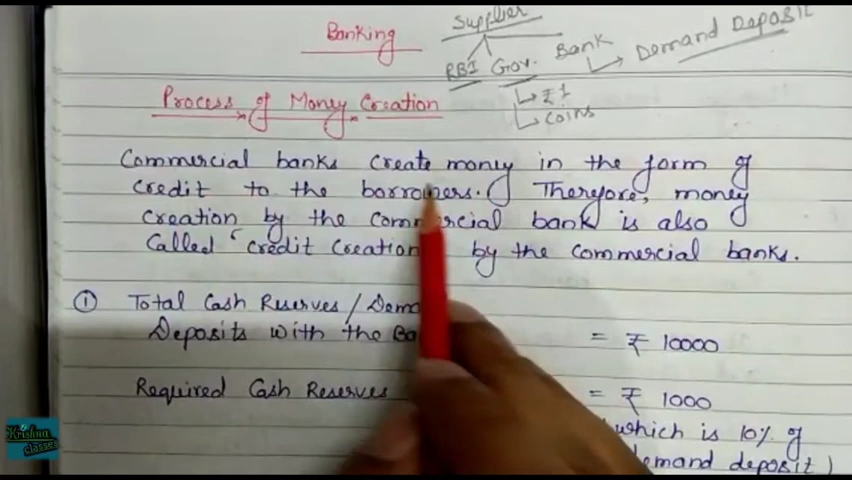 Banking
Supplier
RBI Gov. Bank
Demand Deposit
₹1
coins
Process of Money Creation
Commercial banks create money in the form of
credit to the borrowers. Therefore, money
creation by the commercial bank is also
called 'credit creation by the commercial banks.
① Total Cash Reserves / Dema
Deposits with the Ba = ₹ 10000
Required Cash Reserves = ₹ 1000
which is 10% of
demand deposit)
Krishna
classes